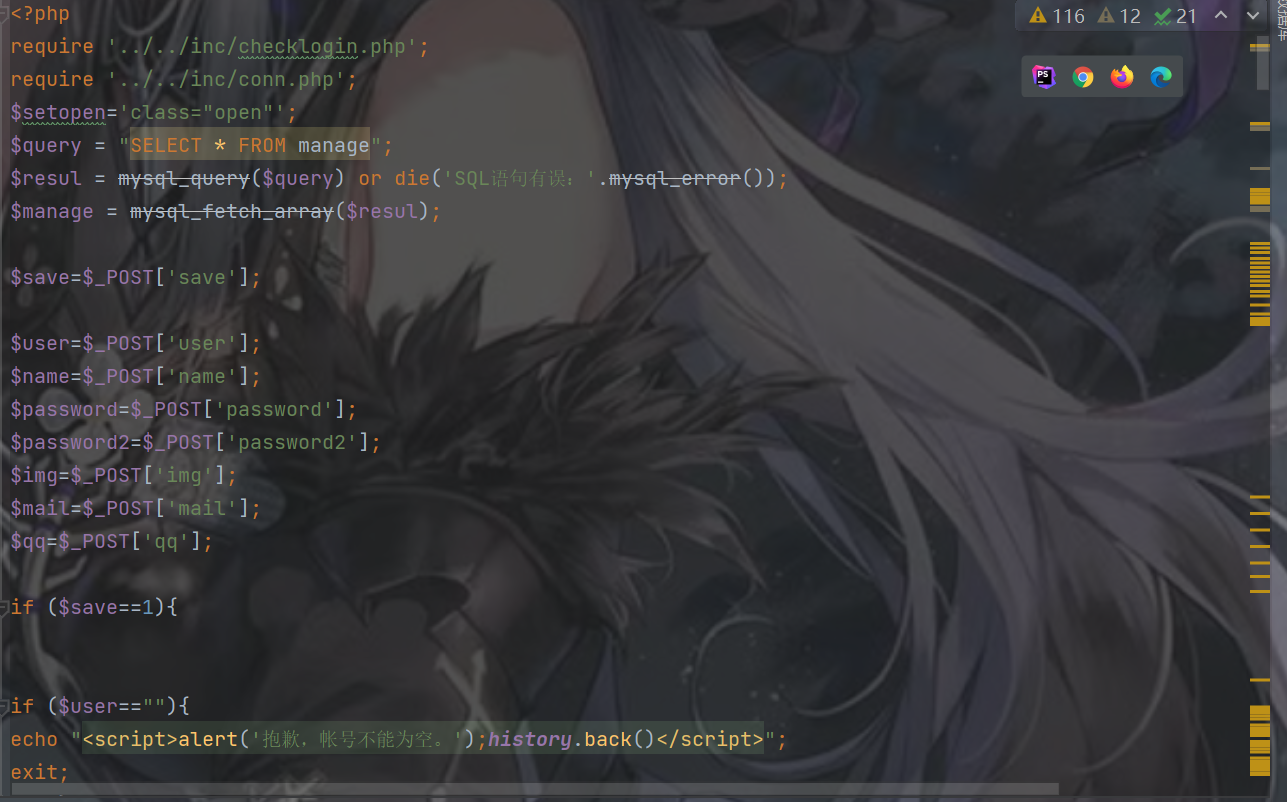 <?php
116 12 21
require '../../inc/checklogin.php';
require '../../inc/conn.php';
PS
$setopen='class="open"';
$query = "SELECT * FROM manage";
$resul = mysql_query($query) or die('SQL语句有误：'.mysql_error());
$manage = mysql_fetch_array($resul);
$save=$_POST['save'];
$user=$_POST['user'];
$name=$_POST['name'];
$password=$_POST['password'];
$password2=$_POST['password2'];
$img=$_POST['img'];
$mail=$_POST['mail'];
$qq=$_POST['qq'];
if ($save==1){
if ($user==""){
echo "<script>alert('抱歉，帐号不能为空。');history.back()</script>";
exit;